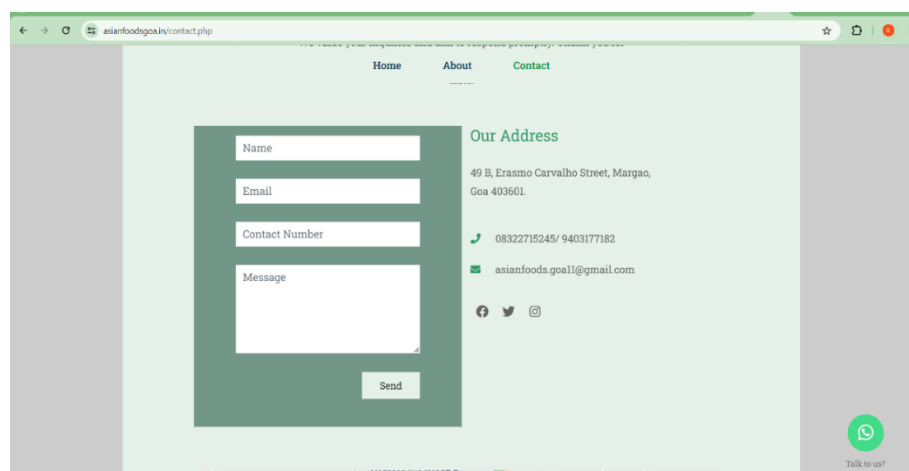 asianfoodsgoa.in/contact.php
K
Home About Contact
Name
Email
Contact Number
Message
Send
Our Address
49 B, Erasmo Carvalho Street, Margao,
Goa 403601.
08322715245/ 9403177182
asianfoods.goa11@gmail.com
Talk to us?